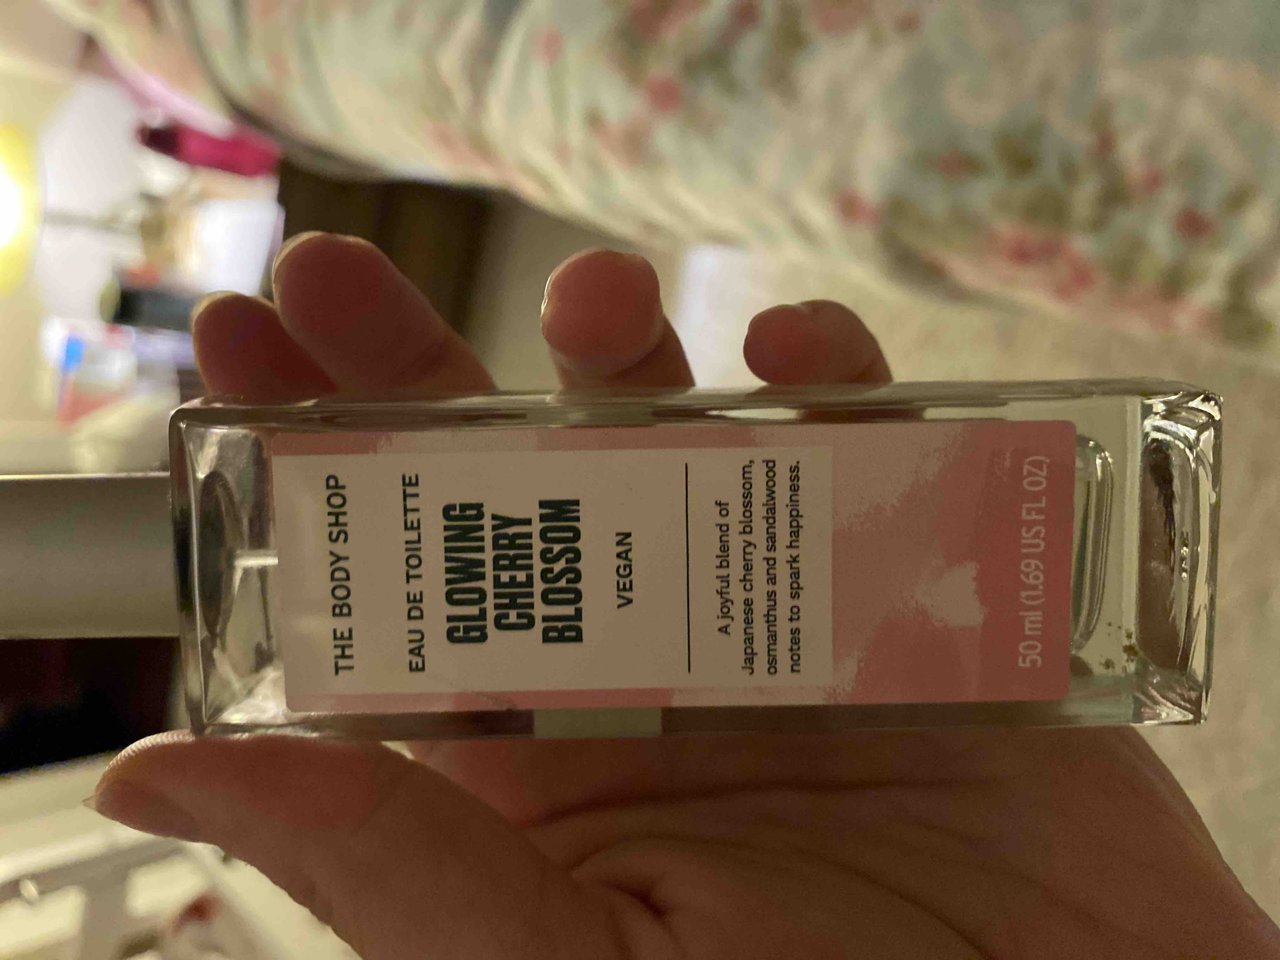 THE BODY SHOP
EAU DE TOILETTE
GLOWING
CHERRY
BLOSSOM
VEGAN
A joyful blend of
Japanese cherry blossom,
osmanthus and sandalwood
notes to spark happiness.
50 ml (1.69 US FL OZ)